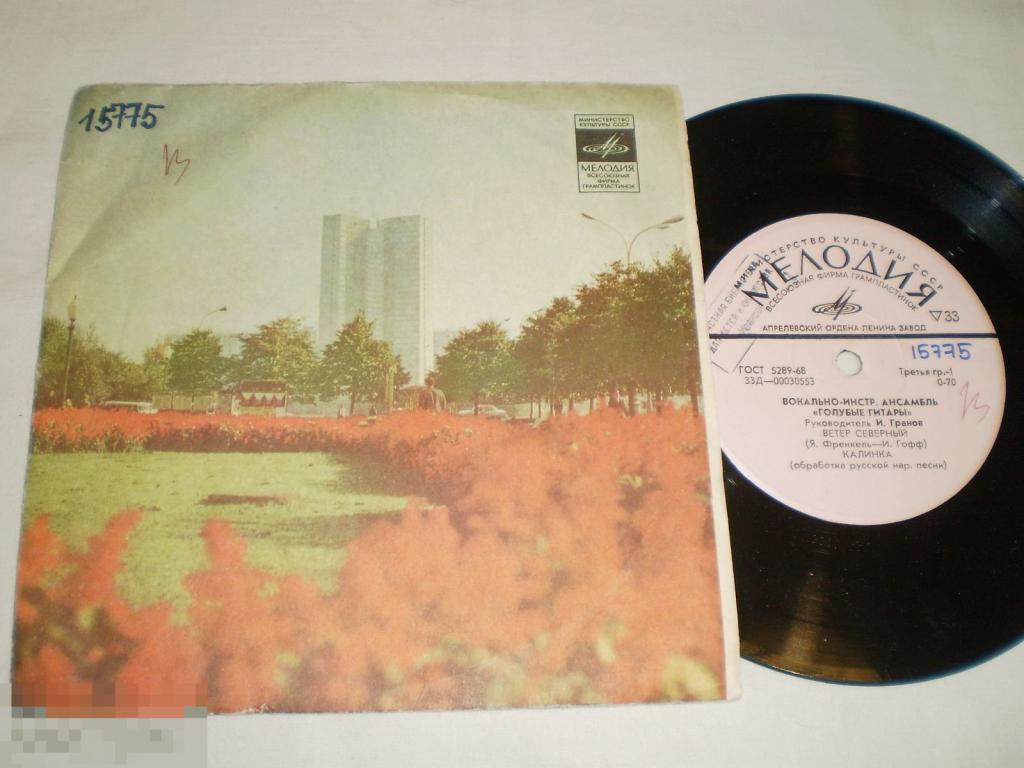 15775
МИНИСТЕРСТВО
КУЛЬТУРЫ СССР
МЕЛОДИЯ
ВСЕСОЮЗНАЯ
ФИРМА
ГРАМПЛАСТИНОК
МИНИСТЕРСТВО КУЛЬТУРЫ СССР
МЕЛОДИЯ
ВСЕСОЮЗНАЯ ФИРМА ГРАМПЛАСТИНОК
▽33
АПРЕЛЕВСКИЙ ОРДЕНА ЛЕНИНА ЗАВОД
15775
ГОСТ 5289-68
Третья гр.-1
33Д—00030553
0-70
ВОКАЛЬНО-ИНСТР. АНСАМБЛЬ
«ГОЛУБЫЕ ГИТАРЫ»
Руководитель И. Гранов
ВЕТЕР СЕВЕРНЫЙ
(Я. Френкель—И. Гофф)
КАЛИНКА
(обработка русской нар. песни)